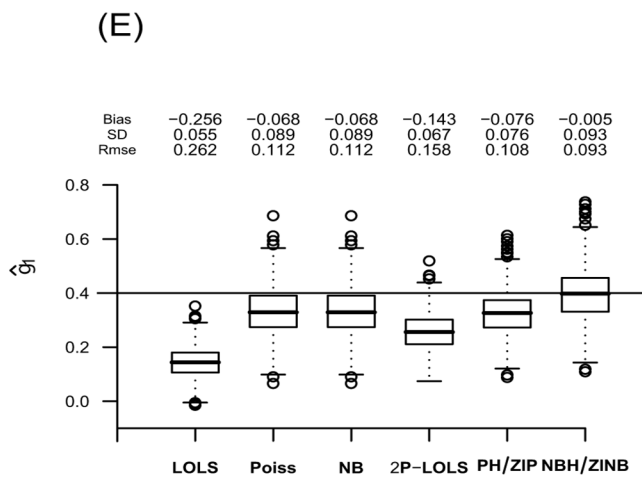 (E)
Bias −0.256 −0.068 −0.068 −0.143 −0.076 −0.005
SD 0.055 0.089 0.089 0.067 0.076 0.093
Rmse 0.262 0.112 0.112 0.158 0.108 0.093
0.8
0.6
0.4
0.2
0.0
ĝ1
LOLS Poiss NB 2P−LOLS PH/ZIP NBH/ZINB